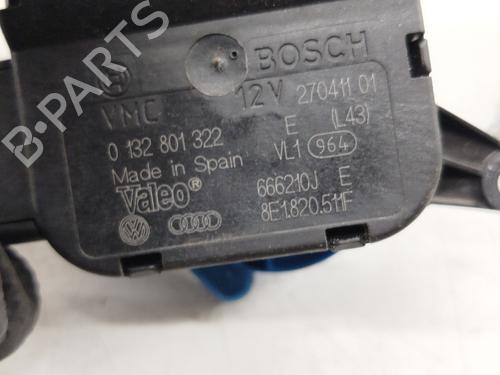 BOSCH
VMC 12V 270411 01
0 132 801 322 E (L43)
Made in Spain VL1 964
Valeo® 666210J E
8E1.820.511F
B-PARTS